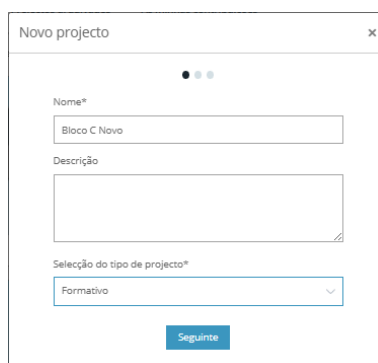 Novo projecto
Nome*
Bloco C Novo
Descrição
Selecção do tipo de projecto*
Formativo
Seguinte